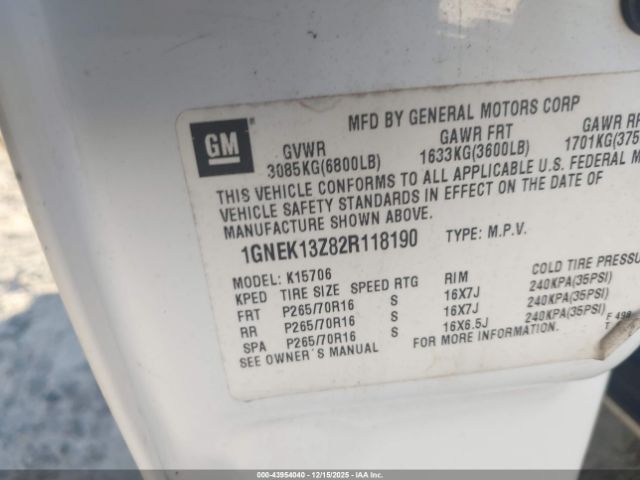 MFD BY GENERAL MOTORS CORP
GM
GVWR GAWR FRT GAWR RR
3085KG(6800LB) 1633KG(3600LB) 1701KG(375
THIS VEHICLE CONFORMS TO ALL APPLICABLE U.S. FEDERAL M
VEHICLE SAFETY STANDARDS IN EFFECT ON THE DATE OF
MANUFACTURE SHOWN ABOVE.
1GNEK13Z82R118190 TYPE: M.P.V.
MODEL: K15706
KPED TIRE SIZE SPEED RTG RIM COLD TIRE PRESSU
FRT P265/70R16 S 16X7J 240KPA(35PSI)
RR P265/70R16 S 16X7J 240KPA(35PSI)
SPA P265/70R16 S 16X6.5J 240KPA(35PSI)
SEE OWNER'S MANUAL FOR MORE INFORMATION. F 498
T
000-43954040 - 12/15/2025 - IAAI, Inc.